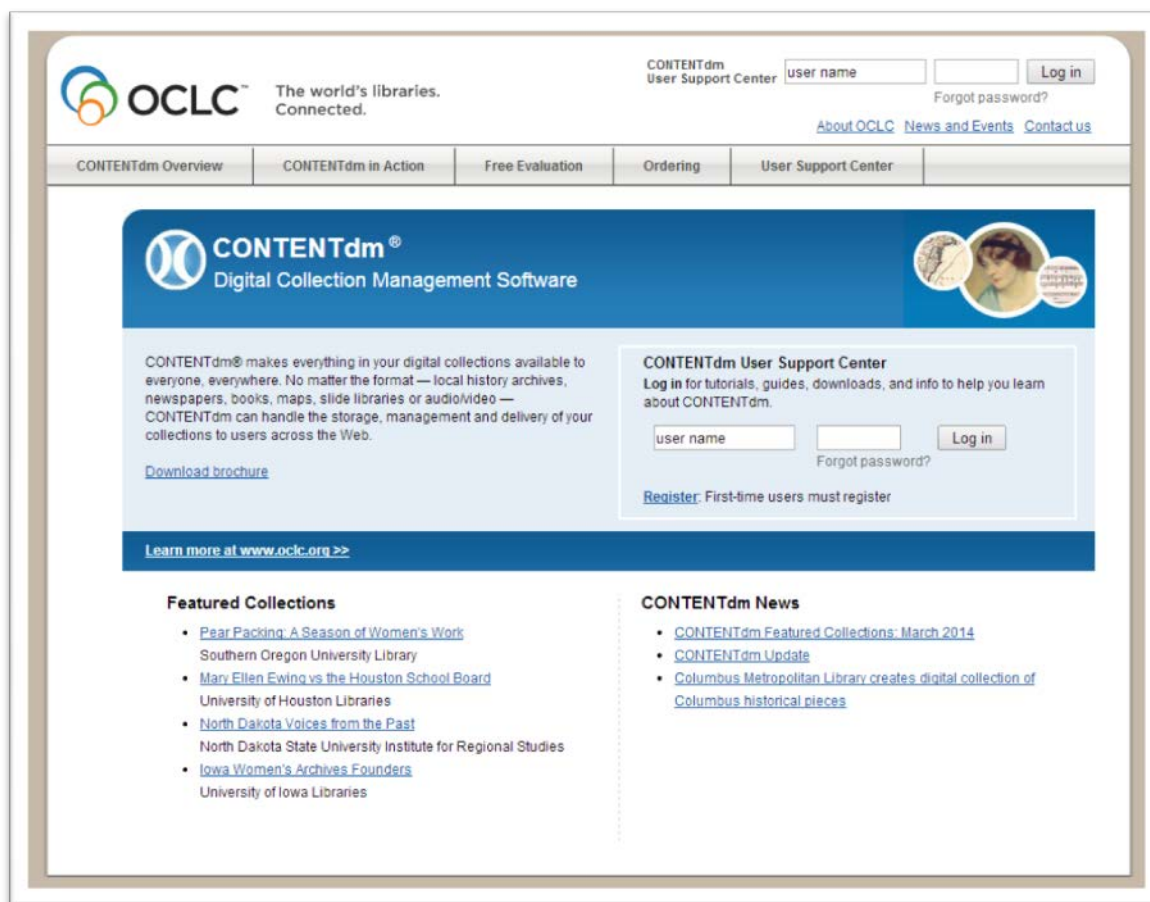 CONTENTdm
User Support Center
user name
Log in
Forgot password?
OCLC™
The world's libraries.
Connected.
About OCLC News and Events Contact us
CONTENTdm Overview CONTENTdm in Action Free Evaluation Ordering User Support Center
CONTENTdm®
Digital Collection Management Software
CONTENTdm® makes everything in your digital collections available to
everyone, everywhere. No matter the format — local history archives,
newspapers, books, maps, slide libraries or audio/video —
CONTENTdm can handle the storage, management and delivery of your
collections to users across the Web.
Download brochure
CONTENTdm User Support Center
Log in for tutorials, guides, downloads, and info to help you learn
about CONTENTdm.
user name Log in
Forgot password?
Register: First-time users must register
Learn more at www.oclc.org >>
Featured Collections
• Pear Packing: A Season of Women's Work
Southern Oregon University Library
• Mary Ellen Ewing vs the Houston School Board
University of Houston Libraries
• North Dakota Voices from the Past
North Dakota State University Institute for Regional Studies
• Iowa Women's Archives Founders
University of Iowa Libraries
CONTENTdm News
• CONTENTdm Featured Collections: March 2014
• CONTENTdm Update
• Columbus Metropolitan Library creates digital collection of
Columbus historical pieces